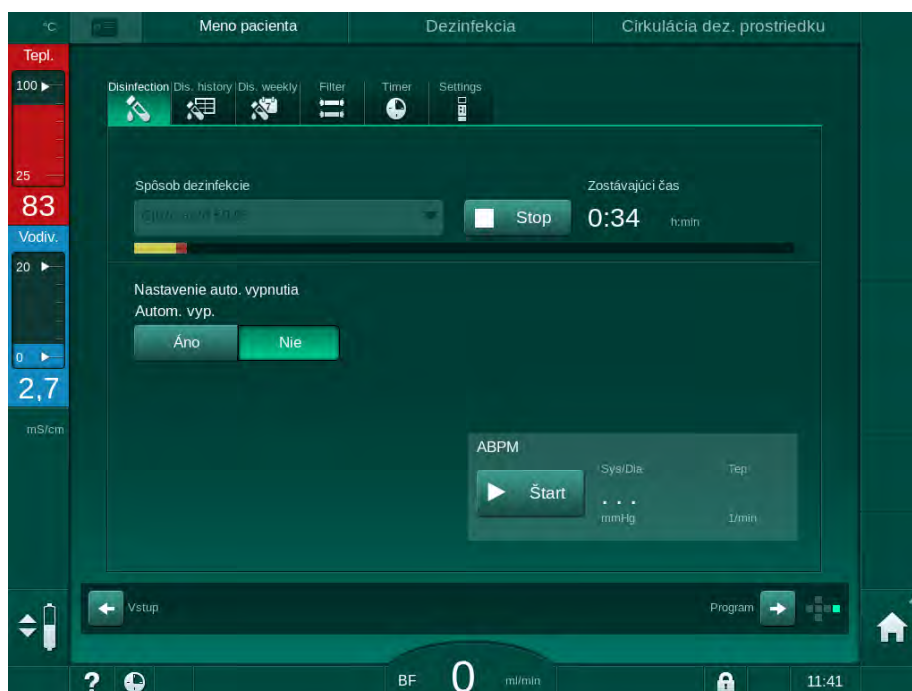 °C
Meno pacienta
Dezinfekcia
Cirkulácia dez. prostriedku
Tepl.
100
25
83
Vodiv.
20
0
2,7
mS/cm
Disinfection
Dis. history
Dis. weekly
Filter
Timer
Settings
7
Spôsob dezinfekcie
Stop
Zostávajúci čas
0:34 h:min
Nastavenie auto. vypnutia
Autom. vyp.
Áno
Nie
ABPM
Štart
Sys/Dia
Tep
. . .
mmHg
1/min
Vstup
Program
?
BF 0 ml/min
11:41